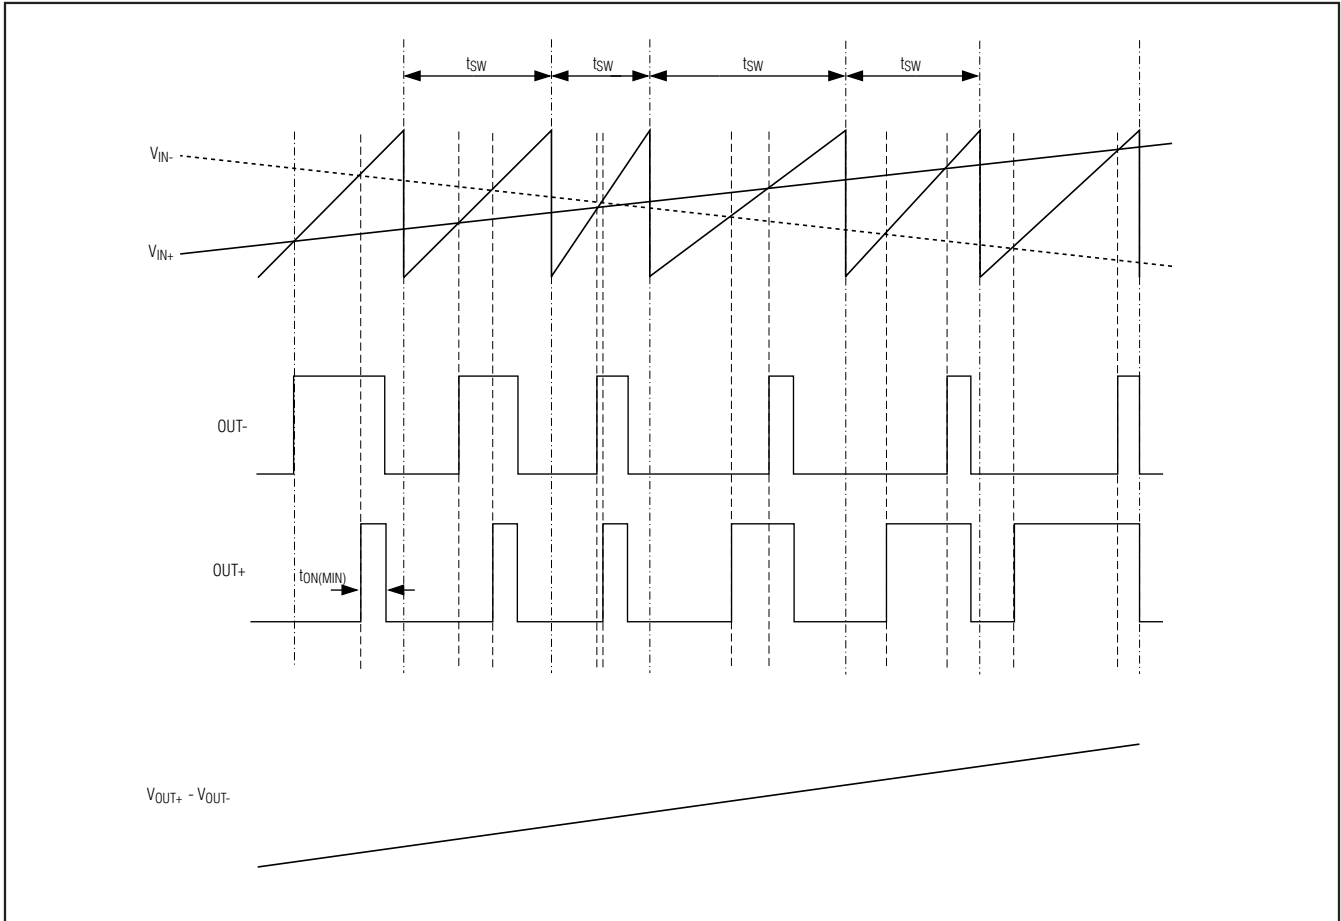 tSW tSW tSW tSW
VIN-
VIN+
OUT-
OUT+
tON(MIN)
VOUT+ - VOUT-